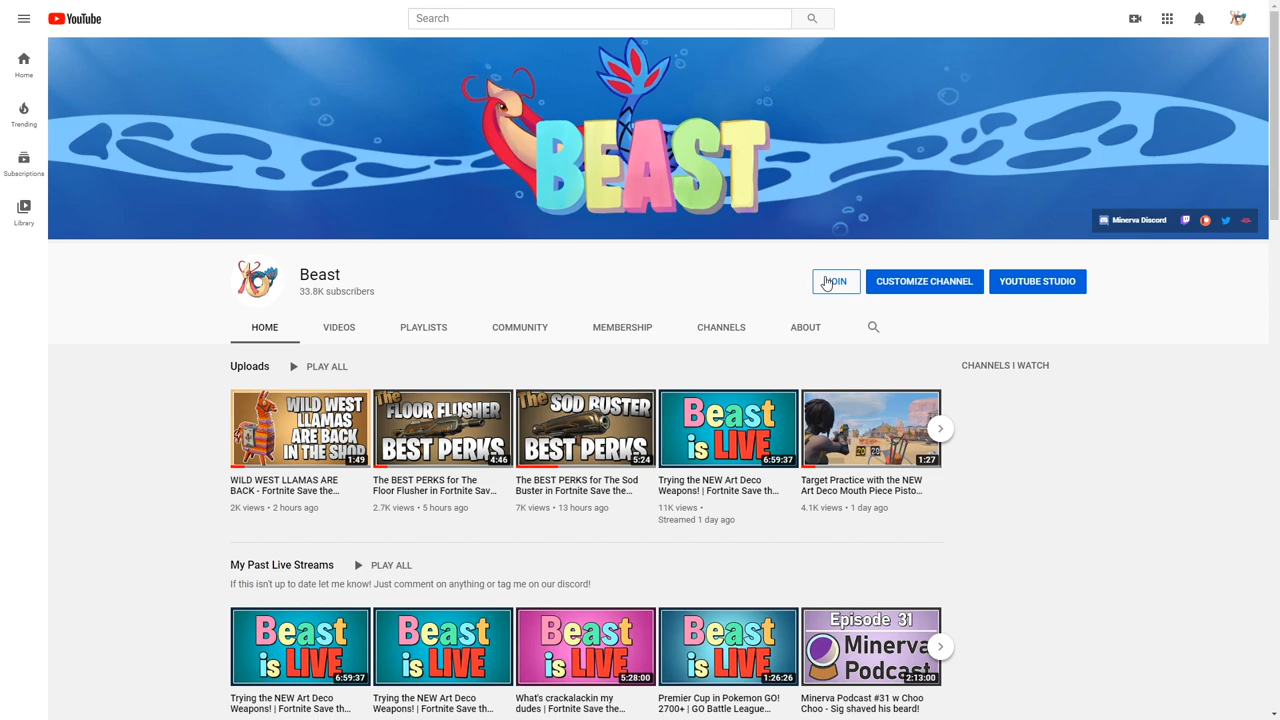 YouTube
Search
Home
Trending
Subscriptions
Library
BEAST
Minerva Discord
Beast
33.8K subscribers
JOIN
CUSTOMIZE CHANNEL
YOUTUBE STUDIO
HOME
VIDEOS
PLAYLISTS
COMMUNITY
MEMBERSHIP
CHANNELS
ABOUT
Uploads
PLAY ALL
CHANNELS I WATCH
WILD WEST
LLAMAS
ARE BACK
IN THE SHOP
1:49
The
FLOOR FLUSHER
BEST PERKS
4:46
The
SOD BUSTER
BEST PERKS
5:24
Beast
is LIVE
6:59:37
20 20
1:27
WILD WEST LLAMAS ARE
BACK - Fortnite Save the...
2K views • 2 hours ago
The BEST PERKS for The
Floor Flusher in Fortnite Sav...
2.7K views • 5 hours ago
The BEST PERKS for The Sod
Buster in Fortnite Save the...
7K views • 13 hours ago
Trying the NEW Art Deco
Weapons! | Fortnite Save th...
11K views •
Streamed 1 day ago
Target Practice with the NEW
Art Deco Mouth Piece Pisto...
4.1K views • 1 day ago
My Past Live Streams
PLAY ALL
If this isn't up to date let me know! Just comment on anything or tag me on our discord!
Beast
is LIVE
6:59:37
Beast
is LIVE
Beast
is LIVE
5:28:00
Beast
is LIVE
1:26:26
Episode 31
Minerva
Podcast
2:13:00
Trying the NEW Art Deco
Weapons! | Fortnite Save th...
Trying the NEW Art Deco
Weapons! | Fortnite Save th...
What's crackalackin my
dudes | Fortnite Save the...
Premier Cup in Pokemon GO!
2700+ | GO Battle League...
Minerva Podcast #31 w Choo
Choo - Sig shaved his beard!